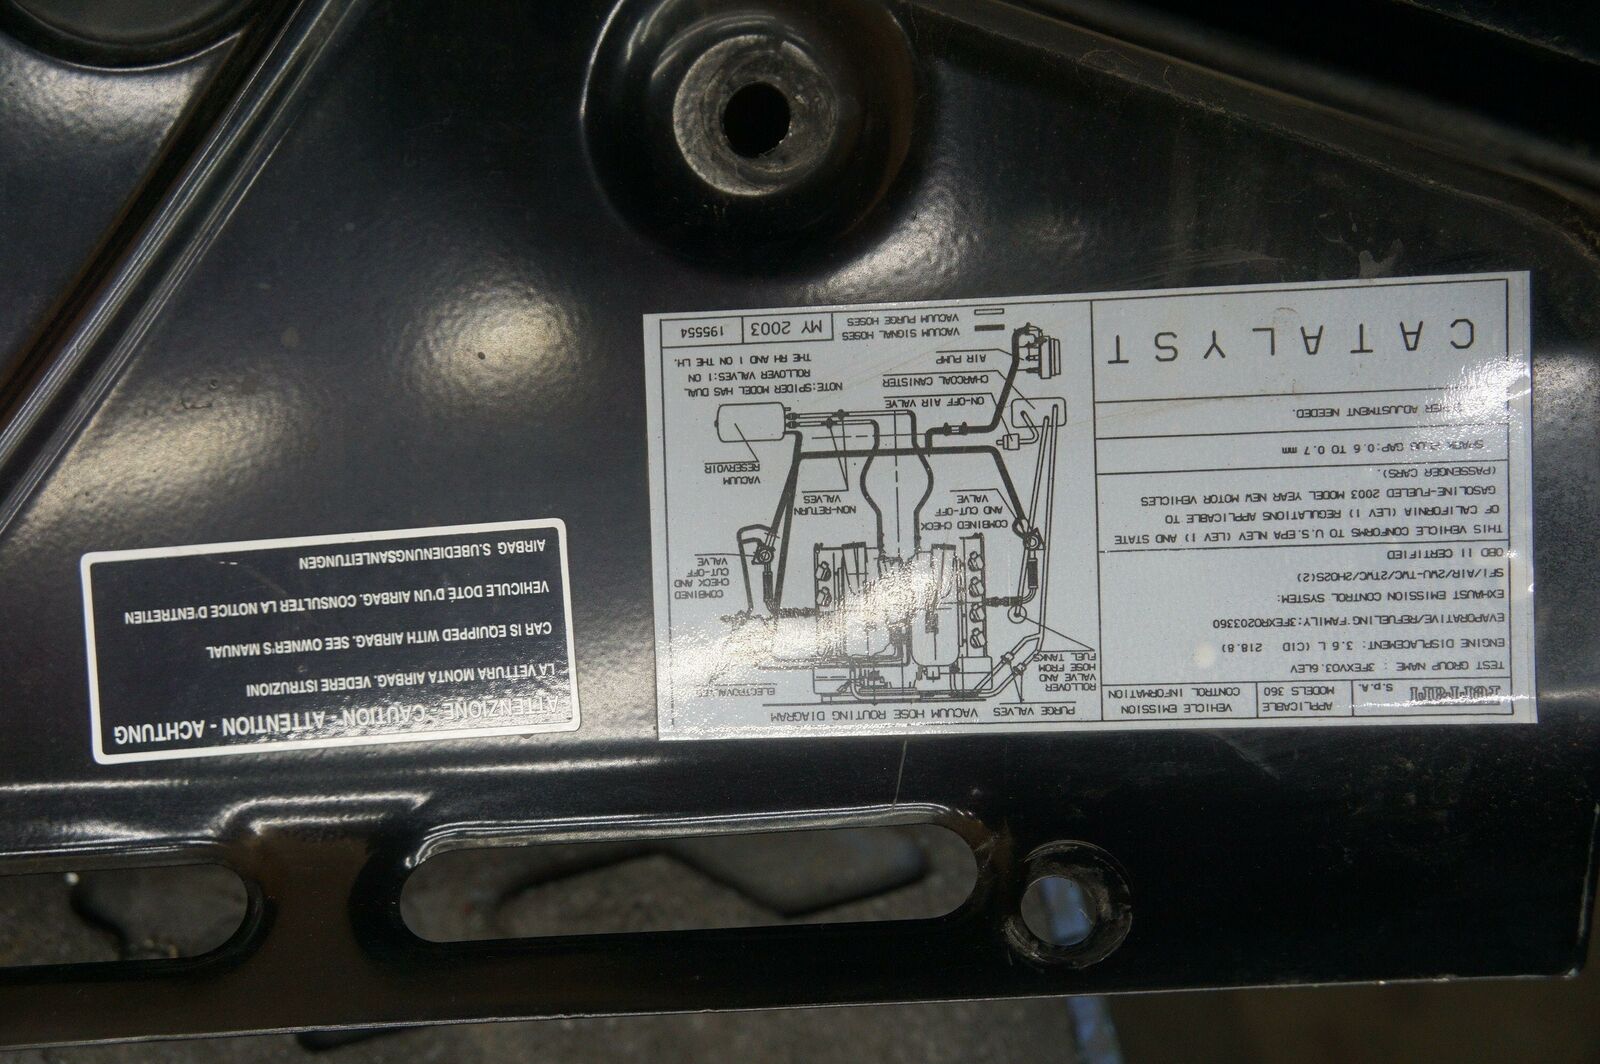 Ferrari S.p.A.
APPLICABLE
MODELS 360
VEHICLE EMISSION
CONTROL INFORMATION
TEST GROUP NAME : 3FEXV03.6LEV
ENGINE DISPLACEMENT: 3.6 L (CID 218.8)
EVAPORATIVE/REFUELING FAMILY:3FEXR0203360
EXHAUST EMISSION CONTROL SYSTEM:
SFI/AIR/2WU-TWC/2TWC/2HO2S(2)
OBD II CERTIFIED
THIS VEHICLE CONFORMS TO U.S.EPA NLEV (LEV I) AND STATE
OF CALIFORNIA (LEV I) REGULATIONS APPLICABLE TO
GASOLINE-FUELED 2003 MODEL YEAR NEW MOTOR VEHICLES
(PASSENGER CARS).
SPARK PLUG GAP:0.6 TO 0.7 mm
ADJUSTMENT NEEDED.
CATALYST
PURGE VALVES
VACUUM HOSE ROUTING DIAGRAM
ROLLOVER
VALVE AND
HOSE FROM
FUEL TANKS
ELECTROVALVES
COMBINED
CHECK AND
CUT-OFF
VALVE
COMBINED CHECK
AND CUT-OFF
VALVE
NON-RETURN
VALVES
VACUUM
RESERVOIR
ON-OFF AIR VALVE
CHARCOAL CANISTER
AIR PUMP
NOTE:SPIDER MODEL HAS DUAL
ROLLOVER VALVES:1 ON
THE RH AND 1 ON THE LH.
VACUUM SIGNAL HOSES
VACUUM PURGE HOSES
MY 2003
195554
ATTENZIONE - CAUTION - ATTENTION - ACHTUNG
LA VETTURA MONTA AIRBAG. VEDERE ISTRUZIONI
CAR IS EQUIPPED WITH AIRBAG. SEE OWNER'S MANUAL
VEHICULE DOTÉ D'UN AIRBAG. CONSULTER LA NOTICE D'ENTRETIEN
AIRBAG S.UBEDIENUNGSANLEITUNGEN